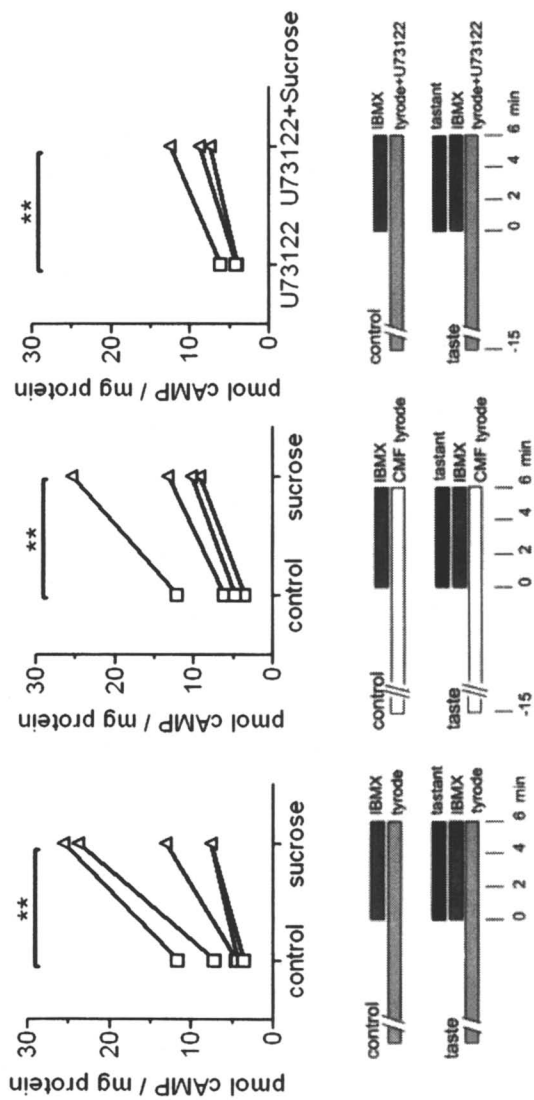 pmol cAMP / mg protein
30
20
10
0
**
control sucrose
pmol cAMP / mg protein
30
20
10
0
**
control sucrose
pmol cAMP / mg protein
30
20
10
0
**
U73122 U73122+Sucrose
control
IBMX
tyrode
taste
tastant
IBMX
tyrode
0 2 4 6 min
control
IBMX
CMF tyrode
taste
tastant
IBMX
CMF tyrode
-15 0 2 4 6 min
control
IBMX
tyrode+U73122
taste
tastant
IBMX
tyrode+U73122
-15 0 2 4 6 min